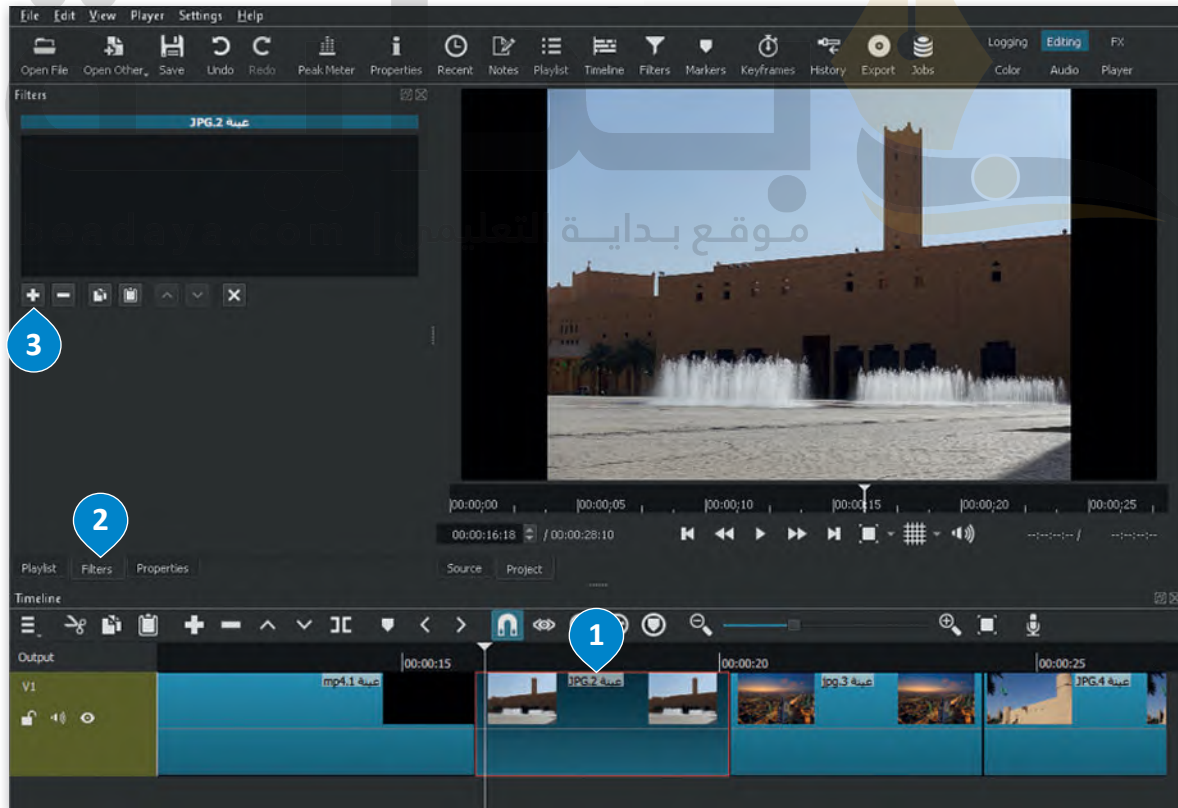 File Edit View Player Settings Help
Open File Open Other Save Undo Redo Peak Meter Properties Recent Notes Playlist Timeline Filters Markers Keyframes History Export Jobs
Logging Editing FX
Color Audio Player
Filters
عينة 2.JPG
موقع بداية التعليمي
beadaya.com
3
|00:00;00 |00:00;05 |00:00;10 |00:00;15 |00:00;20 |00:00;25
00:00:16:18 / 00:00:28:10
--:--:--:-- / --:--:--:--
2
Playlist Filters Properties
Source Project
Timeline
1
Output
|00:00:15 |00:00:20 |00:00:25
V1
عينة 1.mp4
عينة 2.JPG
عينة 3.jpg
عينة 4.JPG